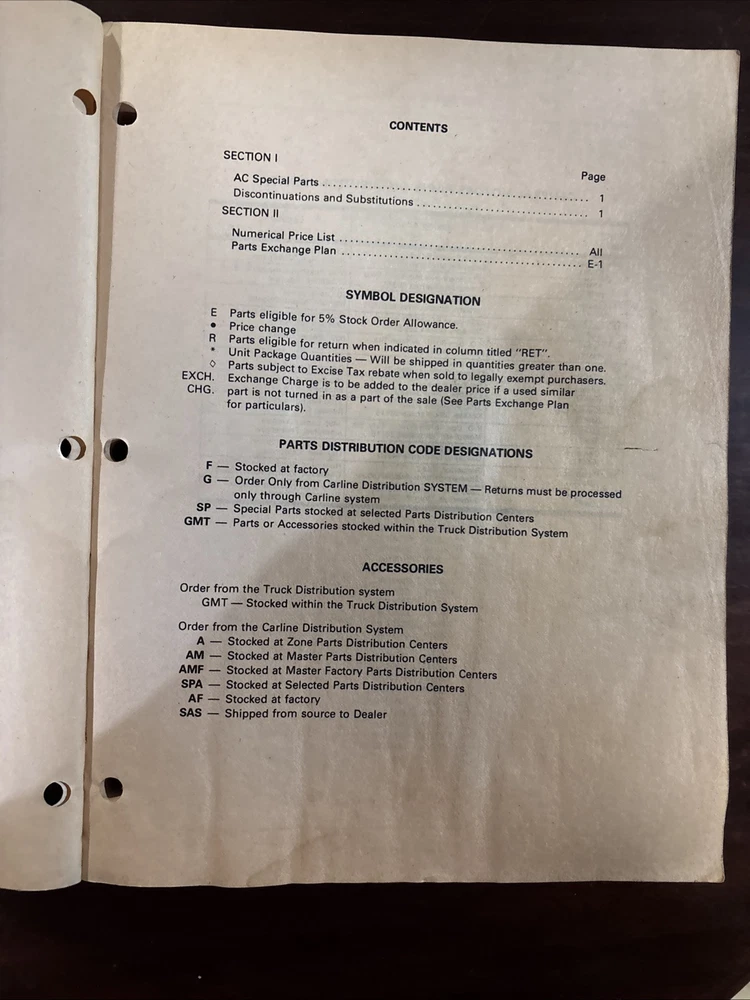 CONTENTS
SECTION I
Page
AC Special Parts ........................................ 1
Discontinuations and Substitutions ........................................ 1
SECTION II
Numerical Price List ........................................ All
Parts Exchange Plan ........................................ E-1
SYMBOL DESIGNATION
E Parts eligible for 5% Stock Order Allowance.
• Price change
R Parts eligible for return when indicated in column titled "RET".
* Unit Package Quantities — Will be shipped in quantities greater than one.
◊ Parts subject to Excise Tax rebate when sold to legally exempt purchasers.
EXCH. Exchange Charge is to be added to the dealer price if a used similar
CHG. part is not turned in as a part of the sale (See Parts Exchange Plan
for particulars).
PARTS DISTRIBUTION CODE DESIGNATIONS
F — Stocked at factory
G — Order Only from Carline Distribution SYSTEM — Returns must be processed
only through Carline system
SP — Special Parts stocked at selected Parts Distribution Centers
GMT — Parts or Accessories stocked within the Truck Distribution System
ACCESSORIES
Order from the Truck Distribution system
GMT — Stocked within the Truck Distribution System
Order from the Carline Distribution System
A — Stocked at Zone Parts Distribution Centers
AM — Stocked at Master Parts Distribution Centers
AMF — Stocked at Master Factory Parts Distribution Centers
SPA — Stocked at Selected Parts Distribution Centers
AF — Stocked at factory
SAS — Shipped from source to Dealer